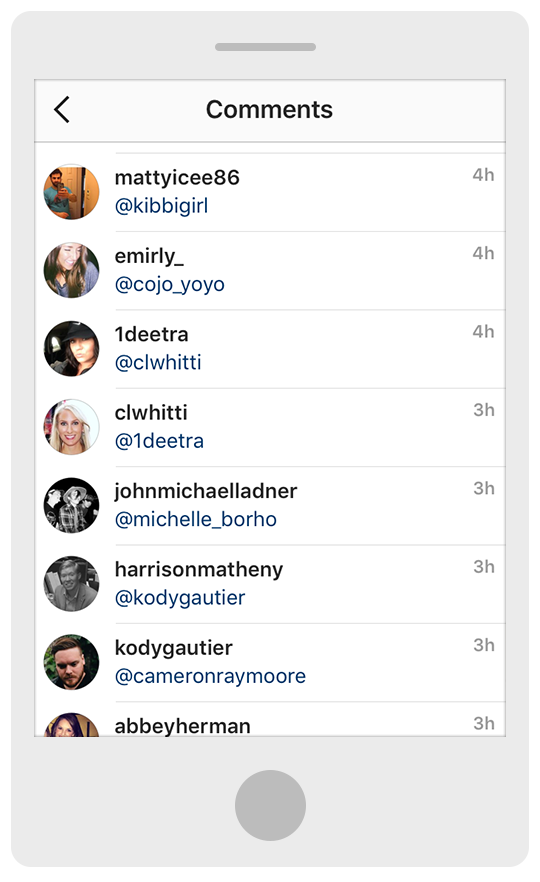 Comments
mattyicee86 4h
@kibbigirl
emirly_ 4h
@cojo_yoyo
1deetra 4h
@clwhitti
clwhitti 3h
@1deetra
johnmichaelladner 3h
@michelle_borho
harrisonmatheny 3h
@kodygautier
kodygautier 3h
@cameronraymoore
abbeyherman 3h